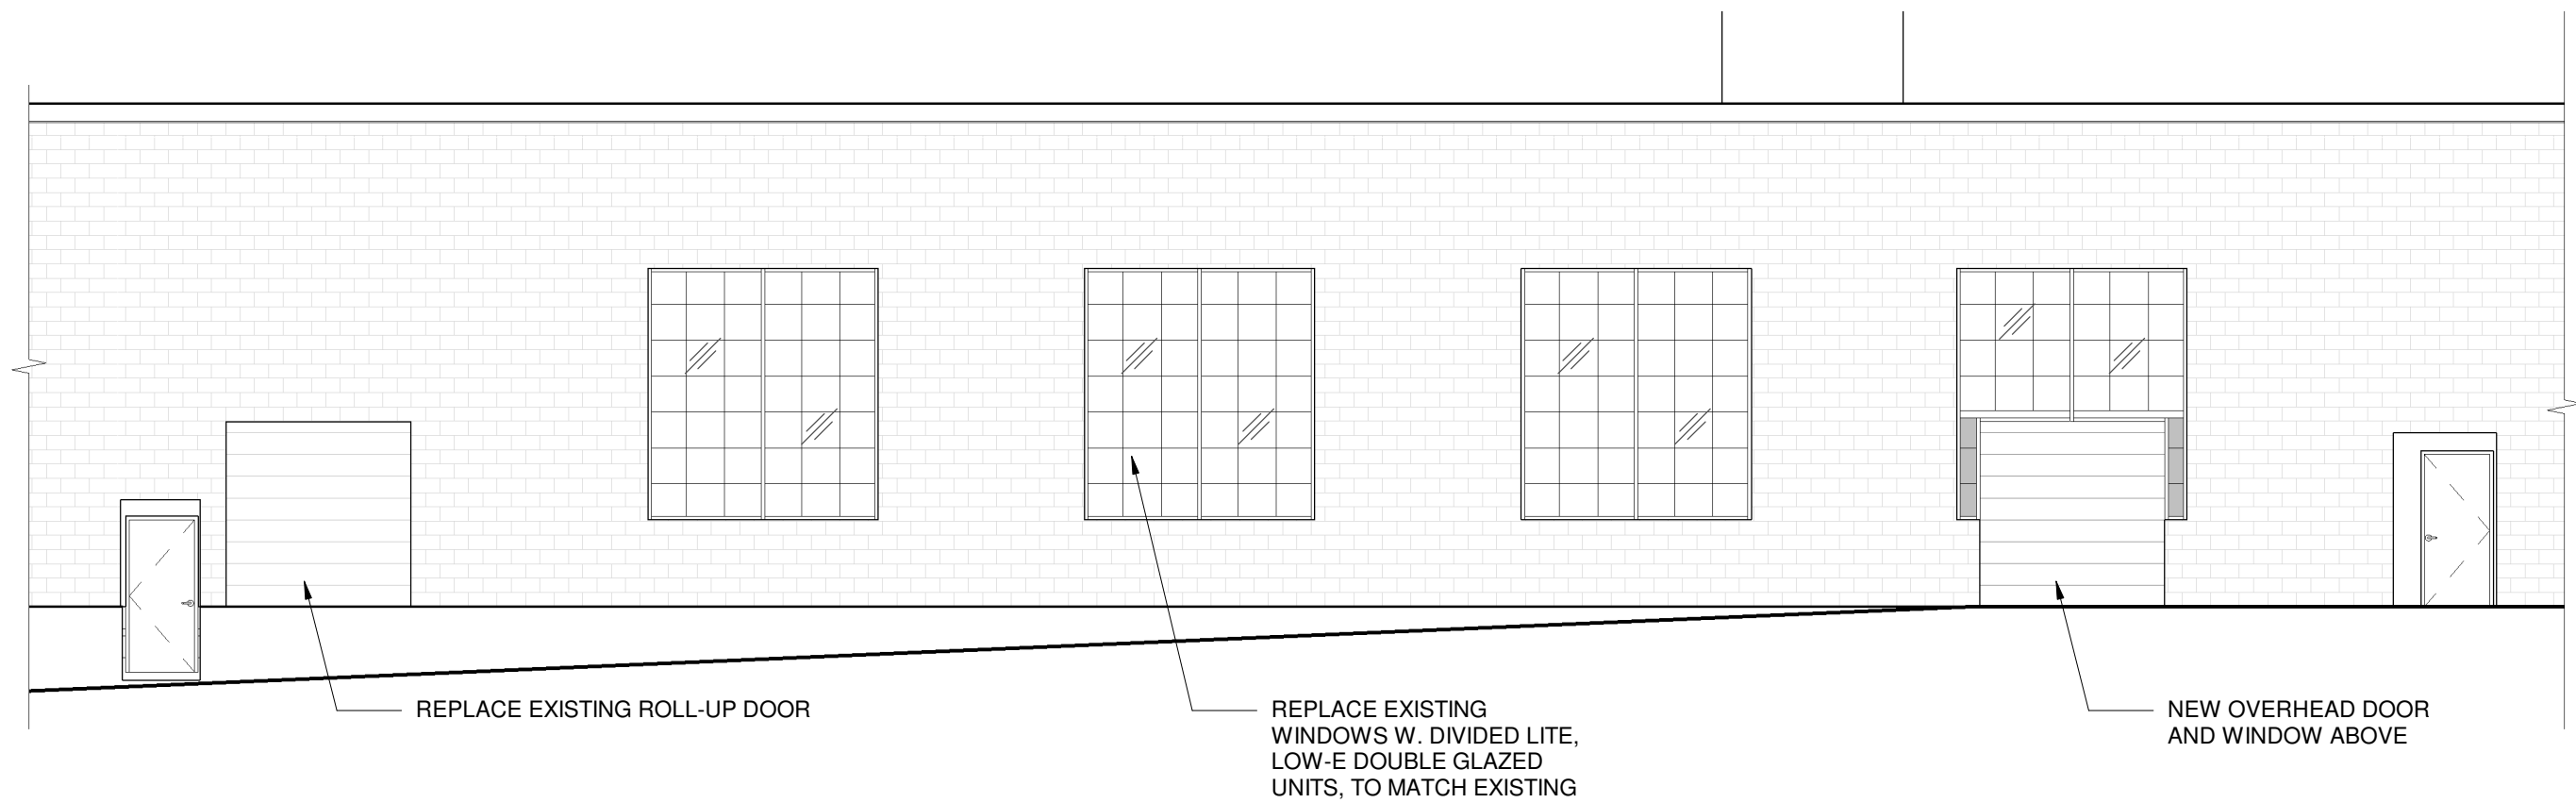 REPLACE EXISTING ROLL-UP DOOR
REPLACE EXISTING
WINDOWS W. DIVIDED LITE,
LOW-E DOUBLE GLAZED
UNITS, TO MATCH EXISTING
NEW OVERHEAD DOOR
AND WINDOW ABOVE